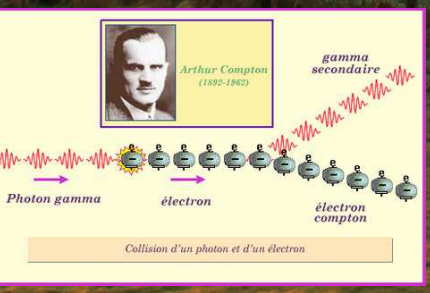 Arthur Compton
(1892-1962)
gamma
secondaire
e e e e e e e e e e e
Photon gamma
électron
électron
compton
Collision d'un photon et d'un électron